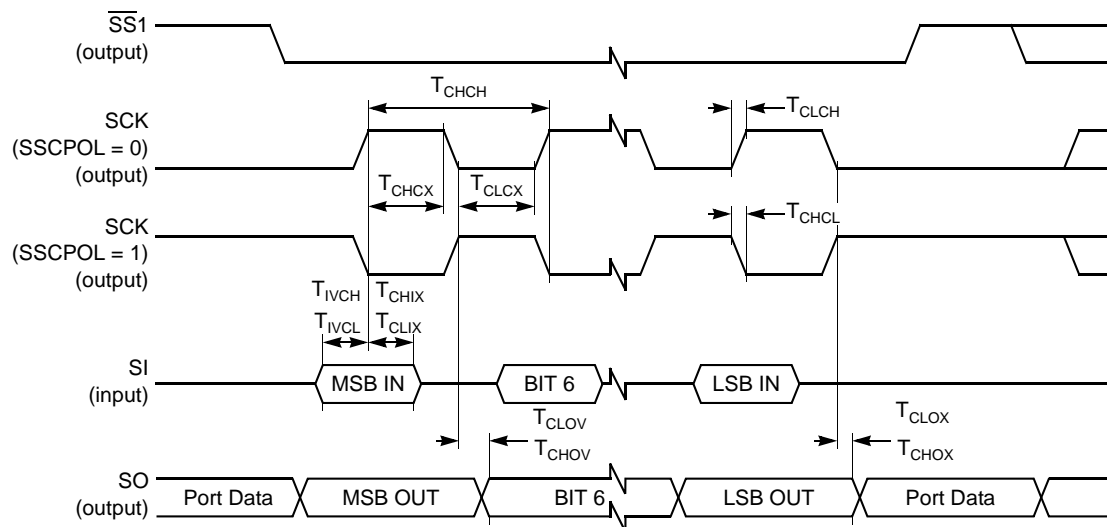 SS1
(output)
T_CHCH
T_CLCH
SCK
(SSCPOL = 0)
(output)
T_CHCX
T_CLCX
T_CHCL
SCK
(SSCPOL = 1)
(output)
T_IVCH
T_CHIX
T_IVCL
T_CLIX
SI
(input)
MSB IN
BIT 6
LSB IN
T_CLOV
T_CLOX
T_CHOV
T_CHOX
SO
(output)
Port Data
MSB OUT
BIT 6
LSB OUT
Port Data